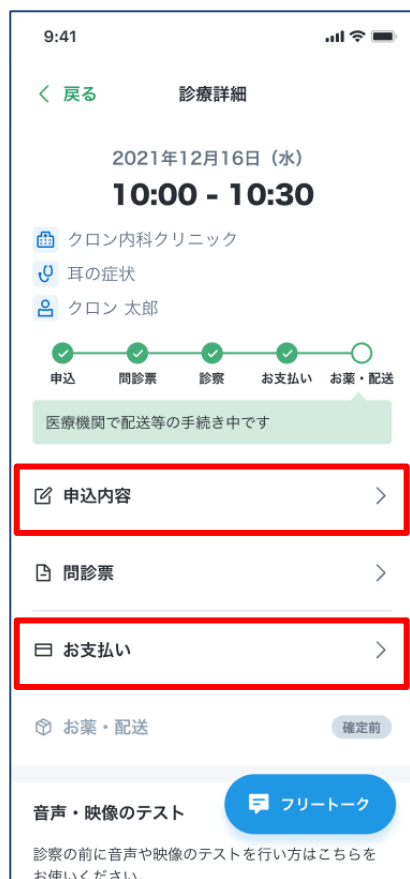 9:41
戻る
診療詳細
2021年12月16日（水）
10:00 - 10:30
クロン内科クリニック
耳の症状
クロン 太郎
申込 問診票 診察 お支払い お薬・配送
医療機関で配送等の手続き中です
申込内容
問診票
お支払い
お薬・配送
確定前
音声・映像のテスト
フリートーク
診察の前に音声や映像のテストを行い方はこちらを
お使いください。